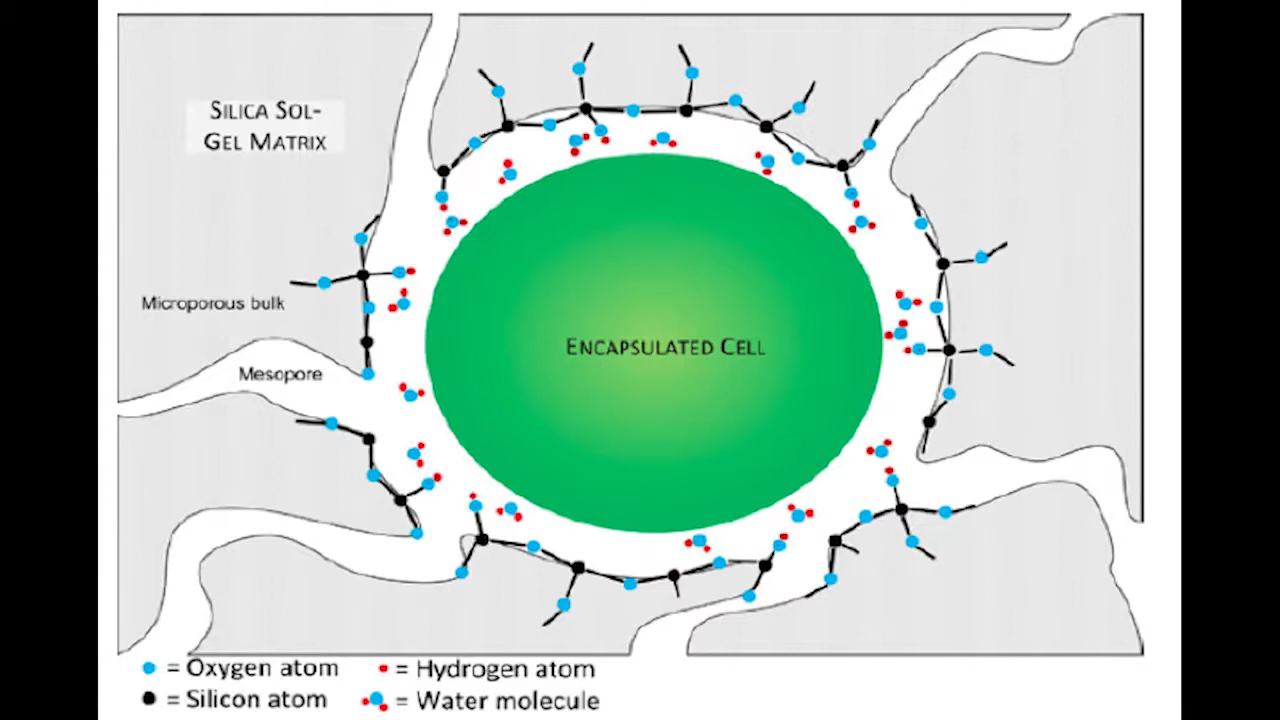 SILICA SOL-
GEL MATRIX
Microporous bulk
Mesopore
ENCAPSULATED CELL
= Oxygen atom
= Hydrogen atom
= Silicon atom
= Water molecule